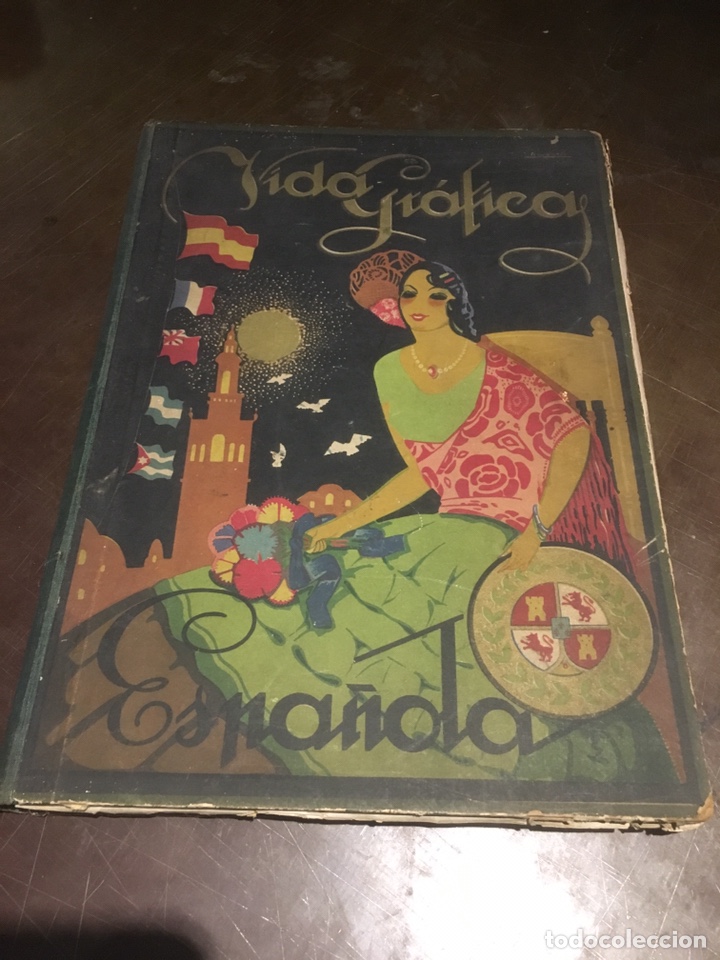 Vida Gráfica
Española
todocoleccion